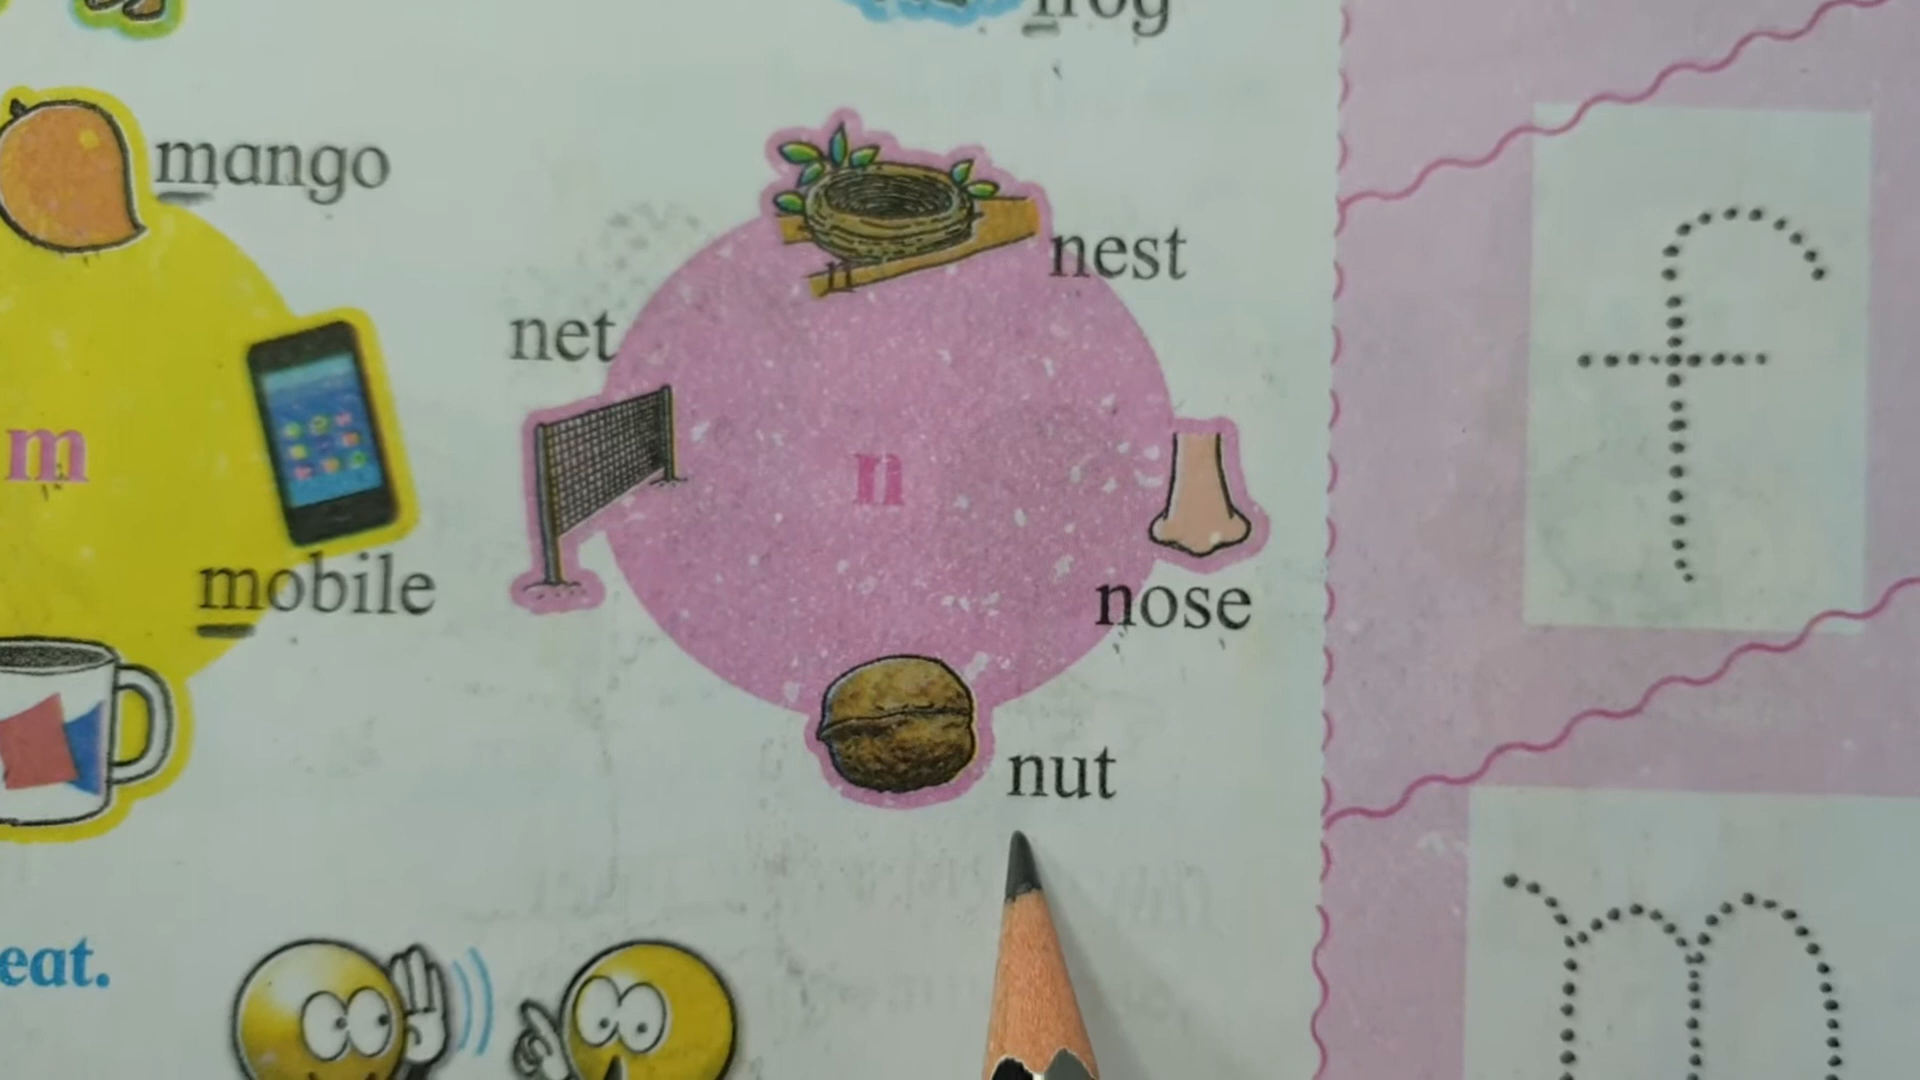 frog
mango
nest
n
net
m
n
mobile
nose
nut
eat.
f
m